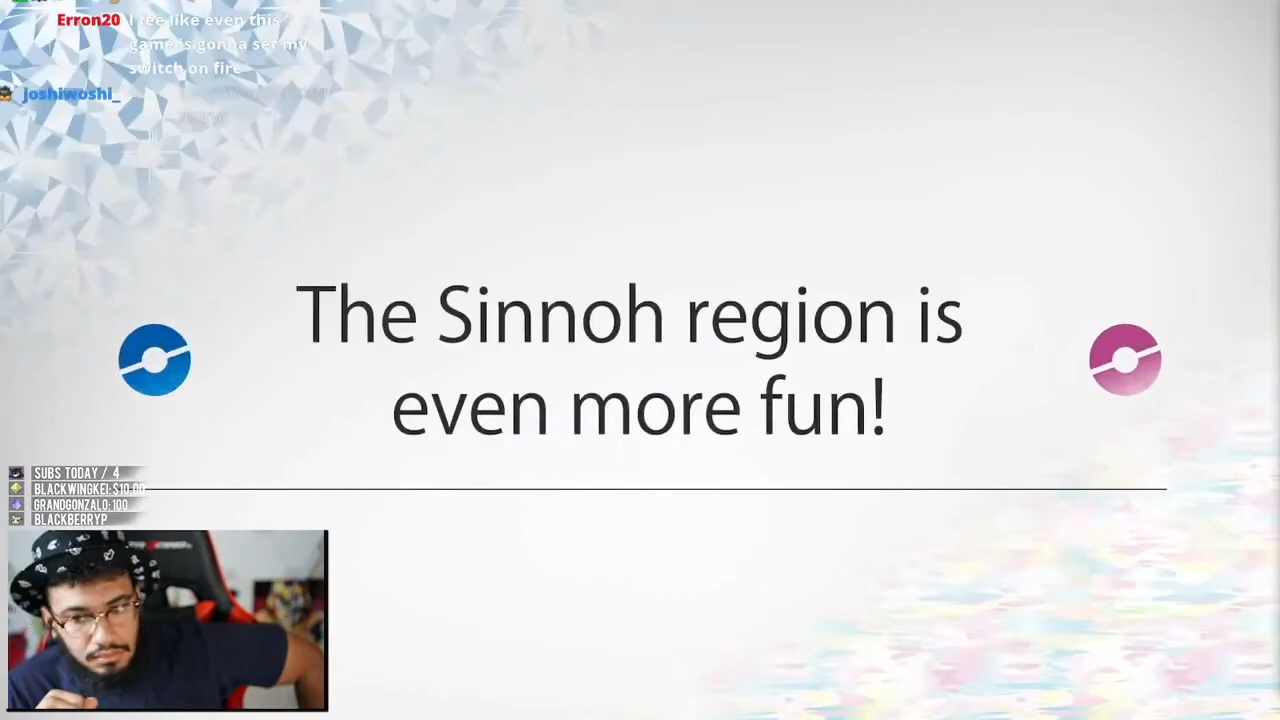 Erron20 I feel like even this
game is gonna set my
switch on fire
joshiwoshi_
The Sinnoh region is
even more fun!
SUBS TODAY / 4
BLACKWINGKEI: $10.00
GRANDGONZALO: 100
BLACKBERRYP